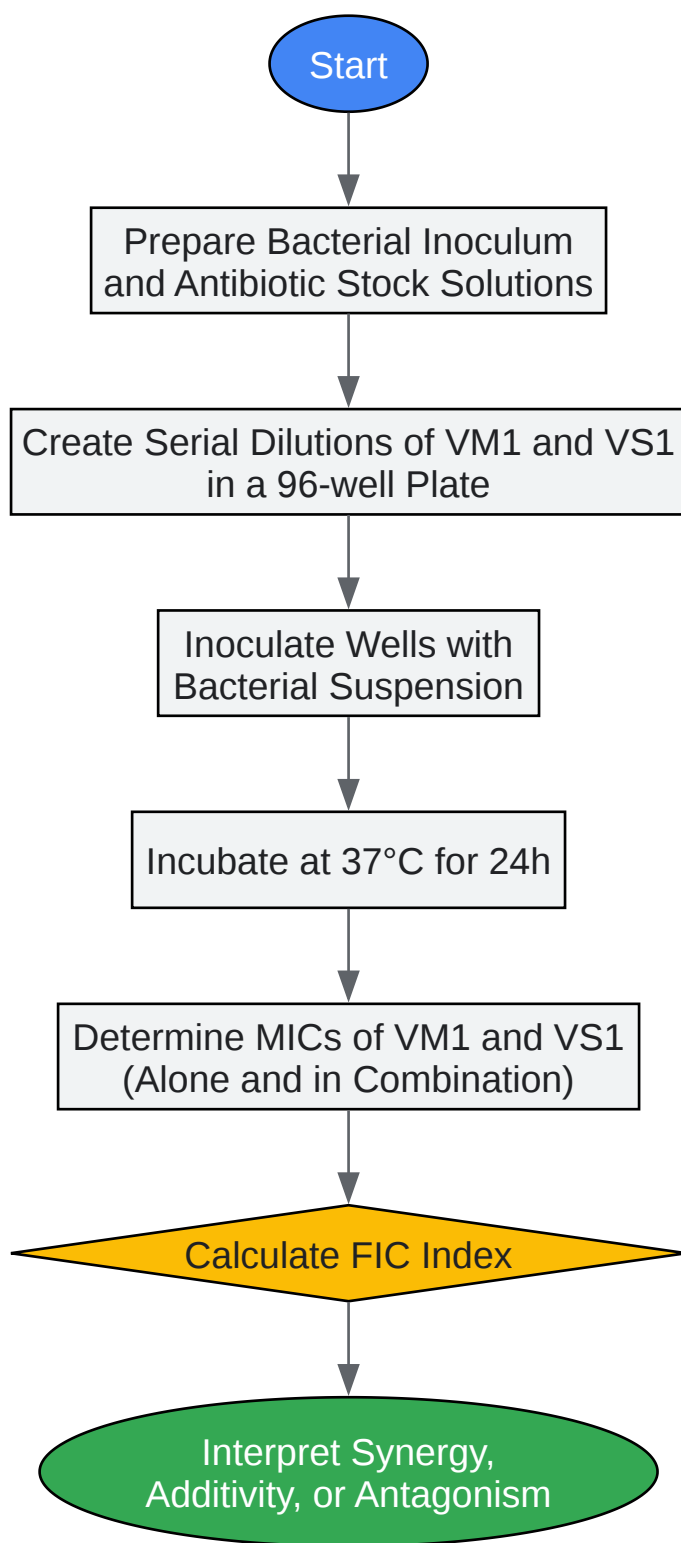 Start
Prepare Bacterial Inoculum
and Antibiotic Stock Solutions
Create Serial Dilutions of VM1 and VS1
in a 96-well Plate
Inoculate Wells with
Bacterial Suspension
Incubate at 37°C for 24h
Determine MICs of VM1 and VS1
(Alone and in Combination)
Calculate FIC Index
Interpret Synergy,
Additivity, or Antagonism